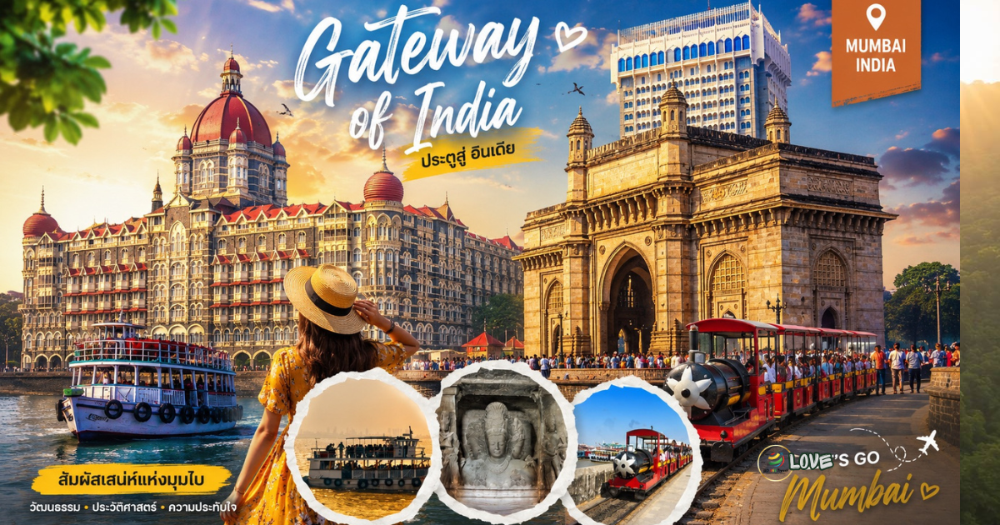 Gateway
of India
ประตูสู่ อินเดีย
MUMBAI
INDIA
สัมผัสเสน่ห์แห่งมุมไบ
วัฒนธรรม • ประวัติศาสตร์ • ความประทับใจ
LOVE'S GO
Mumbai